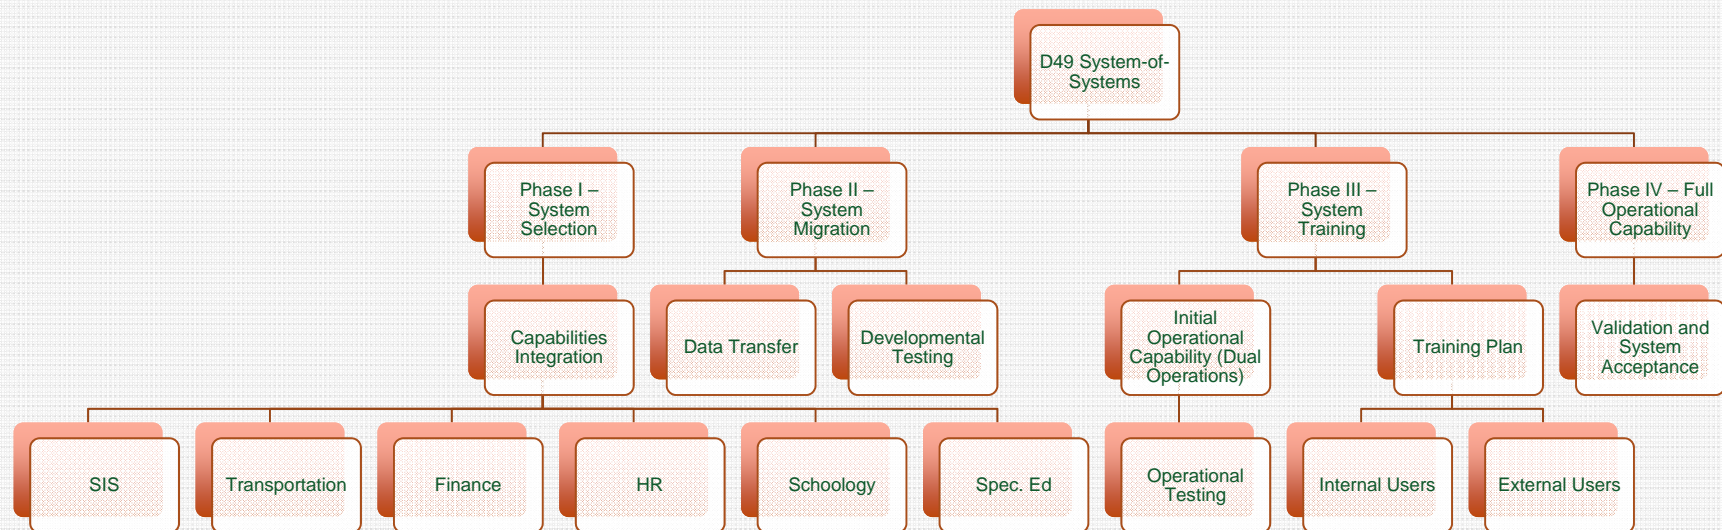 D49 System-of-
Systems
Phase I –
System
Selection
Phase II –
System
Migration
Phase III –
System
Training
Phase IV – Full
Operational
Capability
Capabilities
Integration
Data Transfer
Developmental
Testing
Initial
Operational
Capability (Dual
Operations)
Training Plan
Validation and
System
Acceptance
SIS
Transportation
Finance
HR
Schoology
Spec. Ed
Operational
Testing
Internal Users
External Users